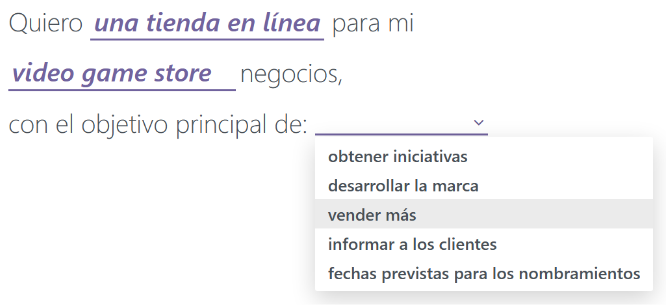 Quiero una tienda en línea para mi
video game store negocios,
con el objetivo principal de:
obtener iniciativas
desarrollar la marca
vender más
informar a los clientes
fechas previstas para los nombramientos